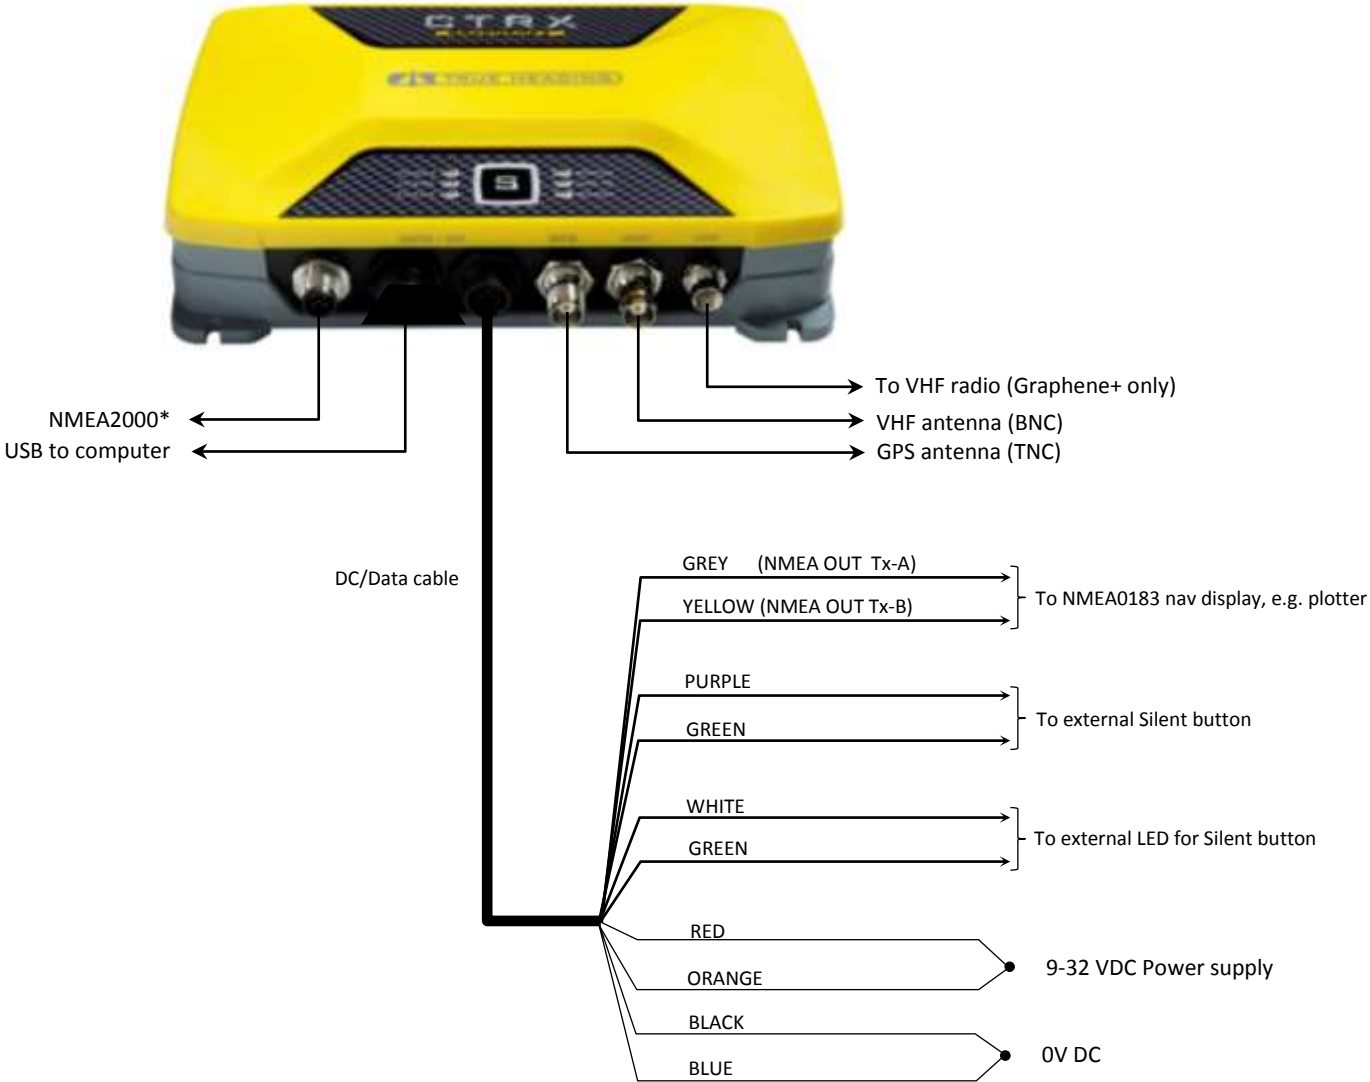 CTRX
TRUE HEADING
S
To VHF radio (Graphene+ only)
NMEA2000*
VHF antenna (BNC)
USB to computer
GPS antenna (TNC)
DC/Data cable
GREY (NMEA OUT Tx-A)
YELLOW (NMEA OUT Tx-B)
To NMEA0183 nav display, e.g. plotter
PURPLE
GREEN
To external Silent button
WHITE
GREEN
To external LED for Silent button
RED
ORANGE
9-32 VDC Power supply
BLACK
BLUE
0V DC